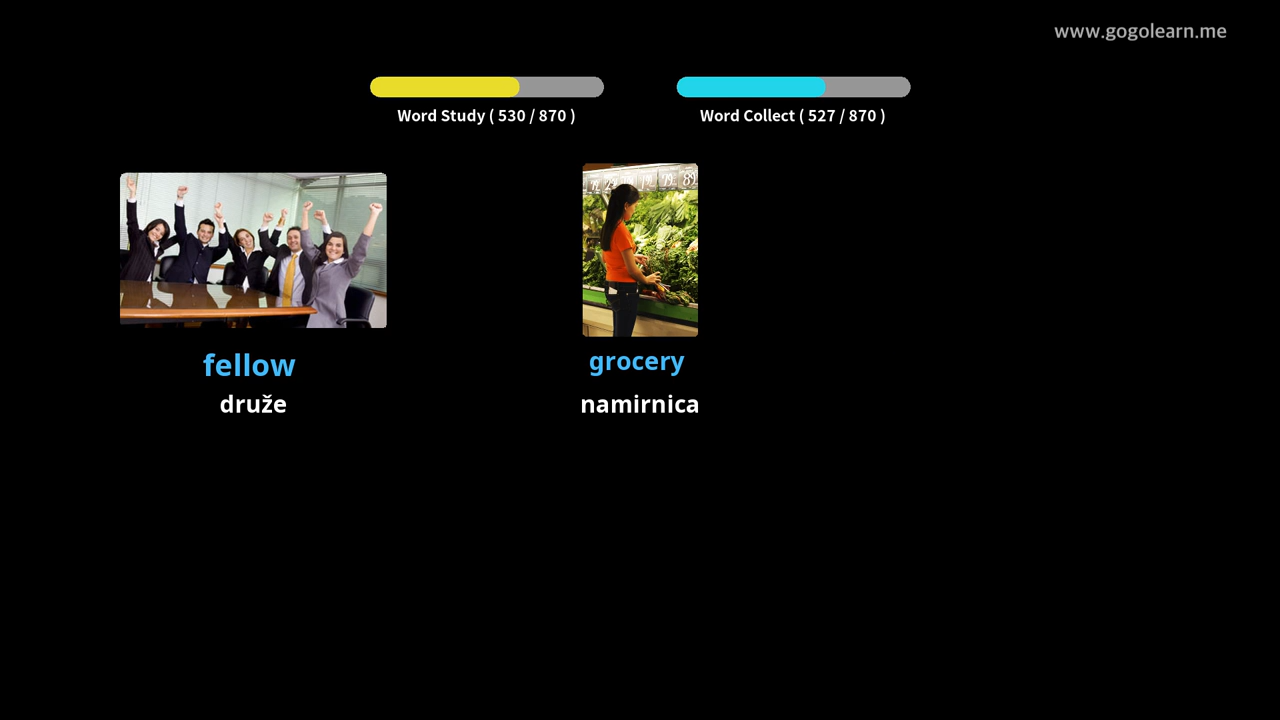 www.gogolearn.me
Word Study ( 530 / 870 )
Word Collect ( 527 / 870 )
fellow
druže
grocery
namirnica